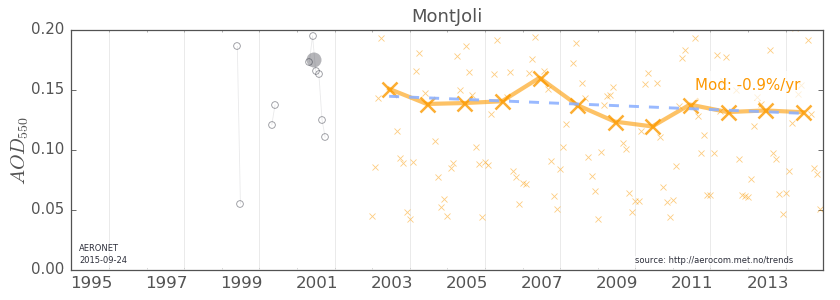 MontJoli
0.20
0.15
0.10
0.05
0.00
AOD550
Mod: -0.9%/yr
AERONET
2015-09-24
source: http://aerocom.met.no/trends
1995 1997 1999 2001 2003 2005 2007 2009 2011 2013